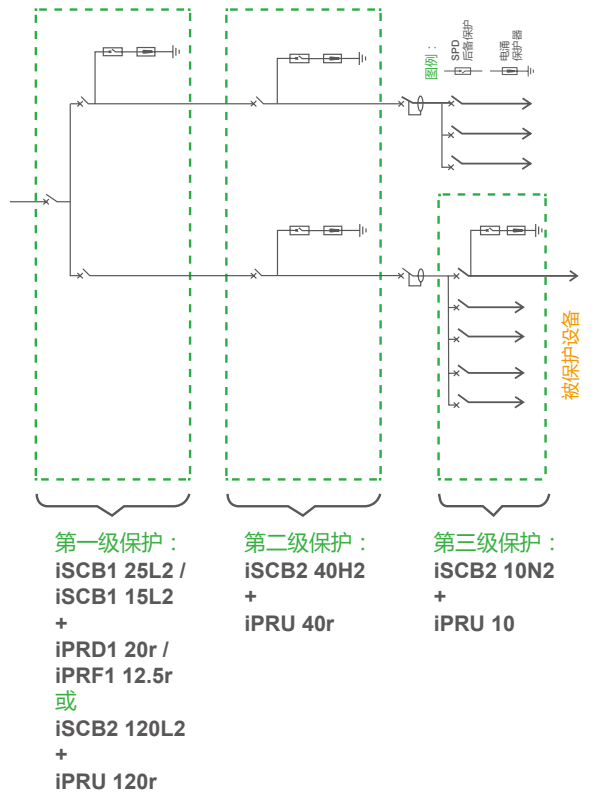 图例：
SPD
后备保护
电涌
保护器
被保护设备
第一级保护：
iSCB1 25L2 /
iSCB1 15L2
+
iPRD1 20r /
iPRF1 12.5r
或
iSCB2 120L2
+
iPRU 120r
第二级保护：
iSCB2 40H2
+
iPRU 40r
第三级保护：
iSCB2 10N2
+
iPRU 10